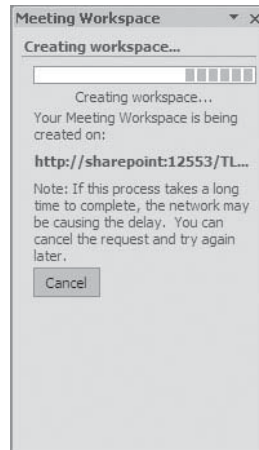 Meeting Workspace
Creating workspace...
Creating workspace...
Your Meeting Workspace is being
created on:
http://sharepoint:12553/TL...
Note: If this process takes a long
time to complete, the network may
be causing the delay. You can
cancel the request and try again
later.
Cancel